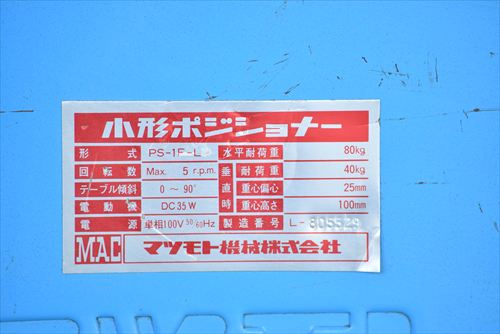 小形ポジショナー
形式 PS-1F-L 水平耐荷重 80kg
回転数 Max. 5 r.p.m. 垂直時 耐荷重 40kg
テーブル傾斜 0～90° 重心偏心 25mm
電動機 DC35W 重心高さ 100mm
電源 単相100V 50/60Hz 製造番号 L-805529
MAC マツモト機械株式会社